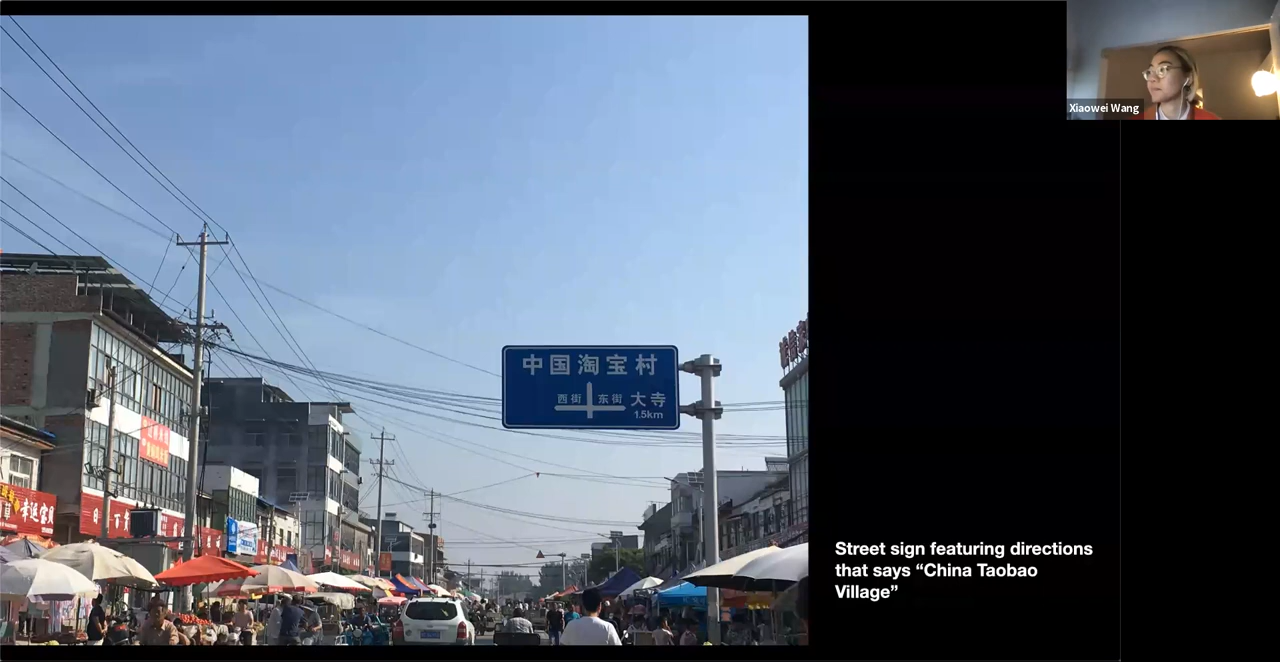 中国淘宝村
西街 东街 大寺
1.5km
Xiaowei Wang
Street sign featuring directions
that says “China Taobao
Village”